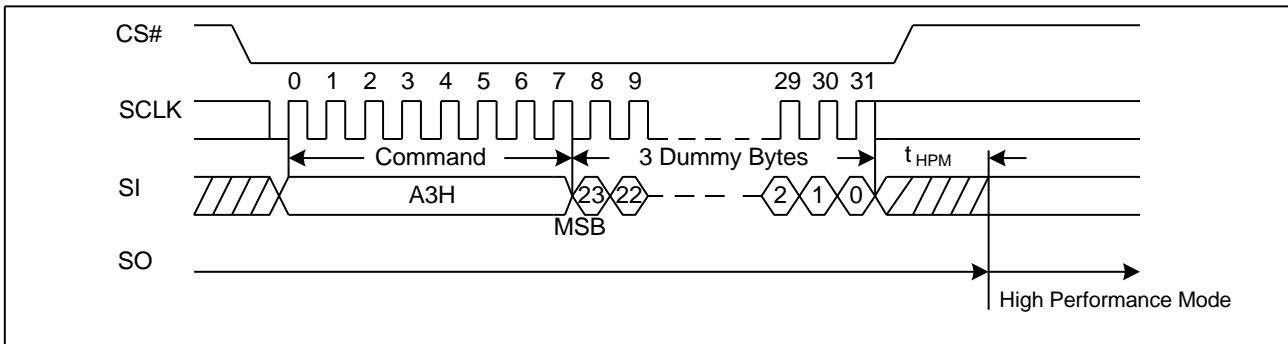 CS#
0 1 2 3 4 5 6 7 8 9 29 30 31
SCLK
Command 3 Dummy Bytes tHPM
SI A3H 23 22 2 1 0
MSB
SO
High Performance Mode